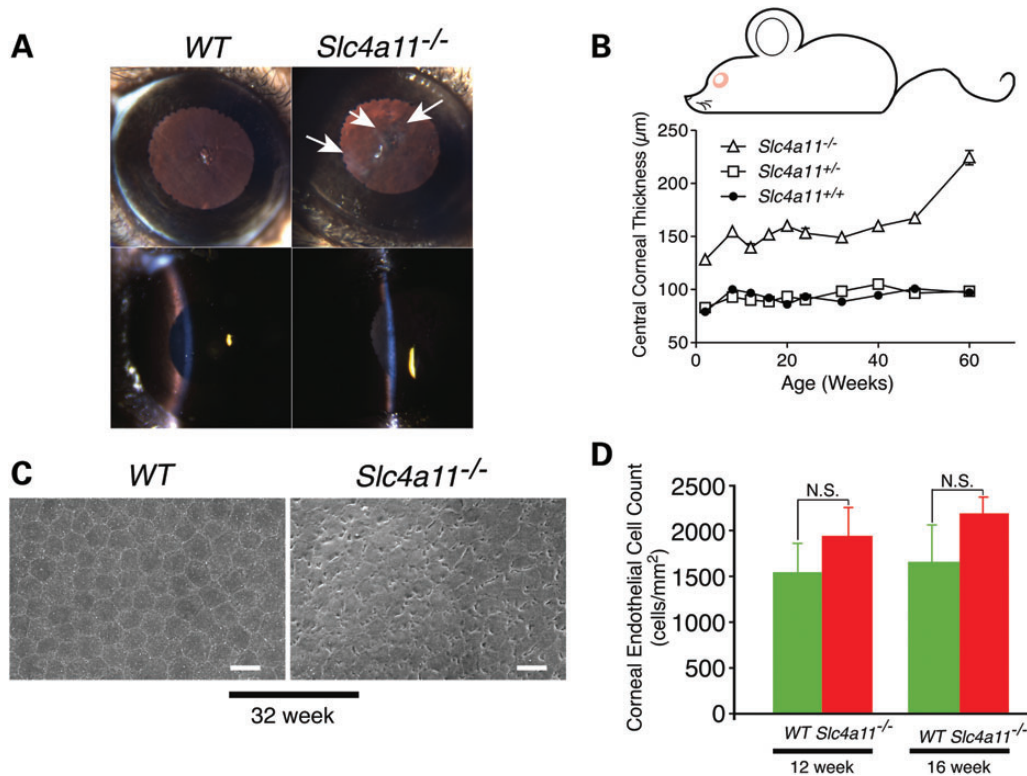 A
WT
Slc4a11-/-
B
Central Corneal Thickness (µm)
250
200
150
100
50
Slc4a11-/-
Slc4a11+/-
Slc4a11+/+
0
20
40
60
Age (Weeks)
C
WT
Slc4a11-/-
32 week
D
Corneal Endothelial Cell Count
(cells/mm²)
2500
2000
1500
1000
500
0
N.S.
N.S.
WT Slc4a11-/-
WT Slc4a11-/-
12 week
16 week